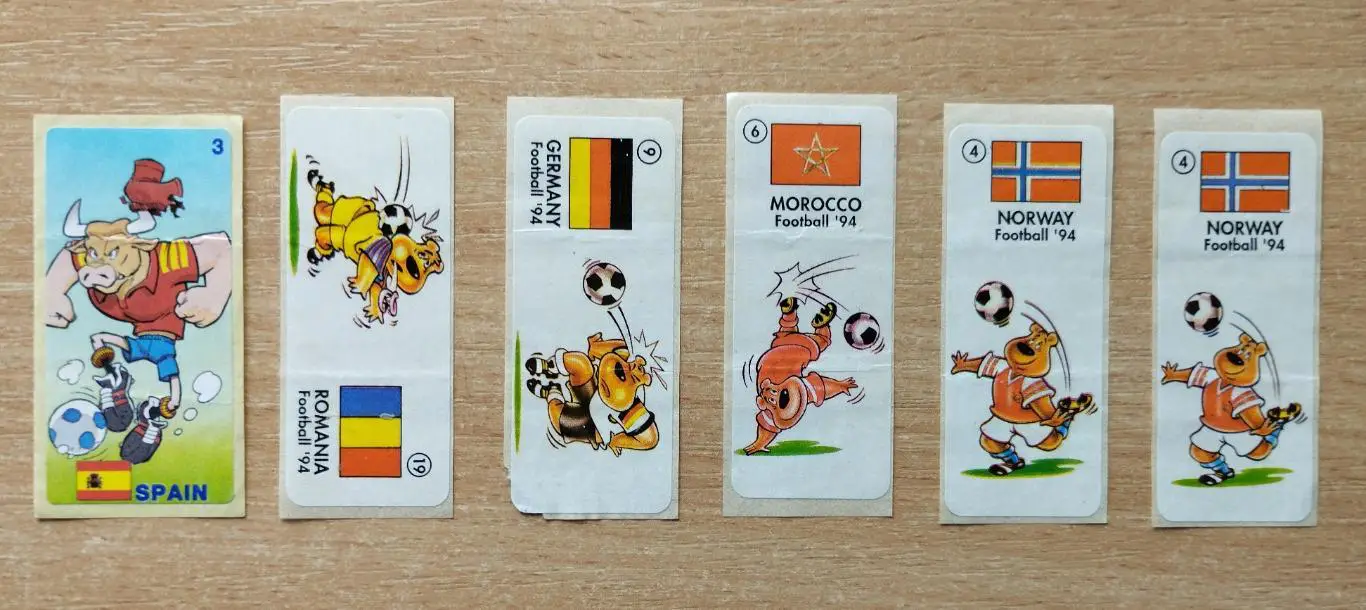 3
SPAIN
ROMANIA
Football '94
19
9
GERMANY
Football '94
6
MOROCCO
Football '94
4
NORWAY
Football '94
4
NORWAY
Football '94